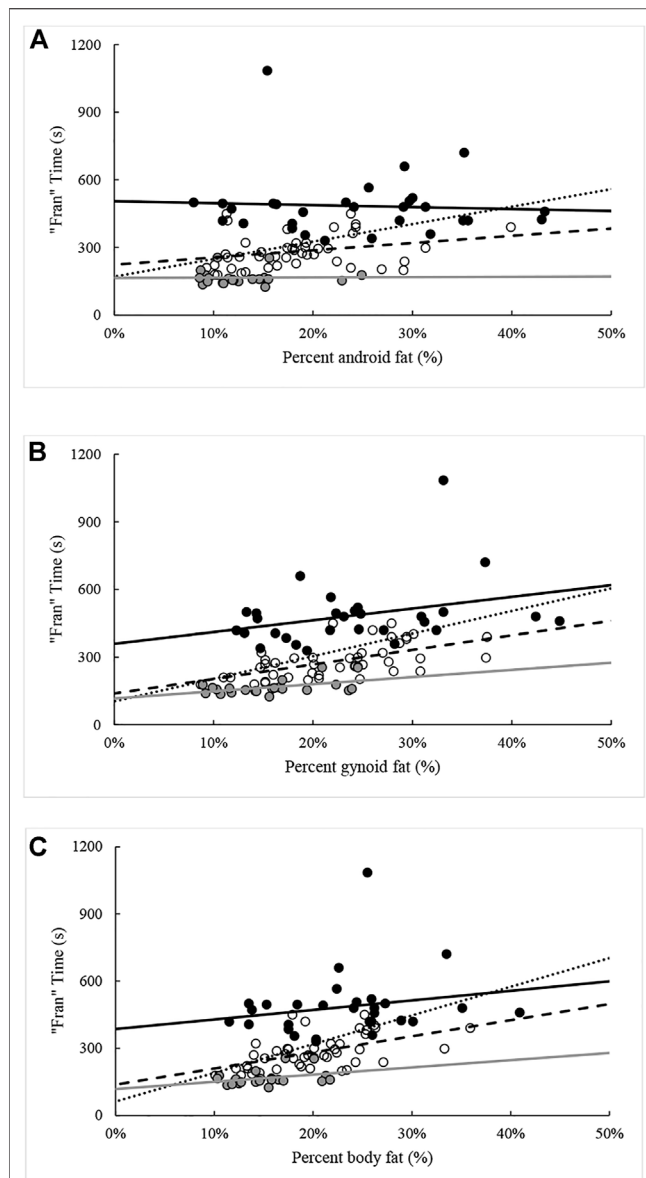 A
1200
900
600
300
0
"Fran" Time (s)
0% 10% 20% 30% 40% 50%
Percent android fat (%)
B
1200
900
600
300
0
"Fran" Time (s)
0% 10% 20% 30% 40% 50%
Percent gynoid fat (%)
C
1200
900
600
300
0
"Fran" Time (s)
0% 10% 20% 30% 40% 50%
Percent body fat (%)